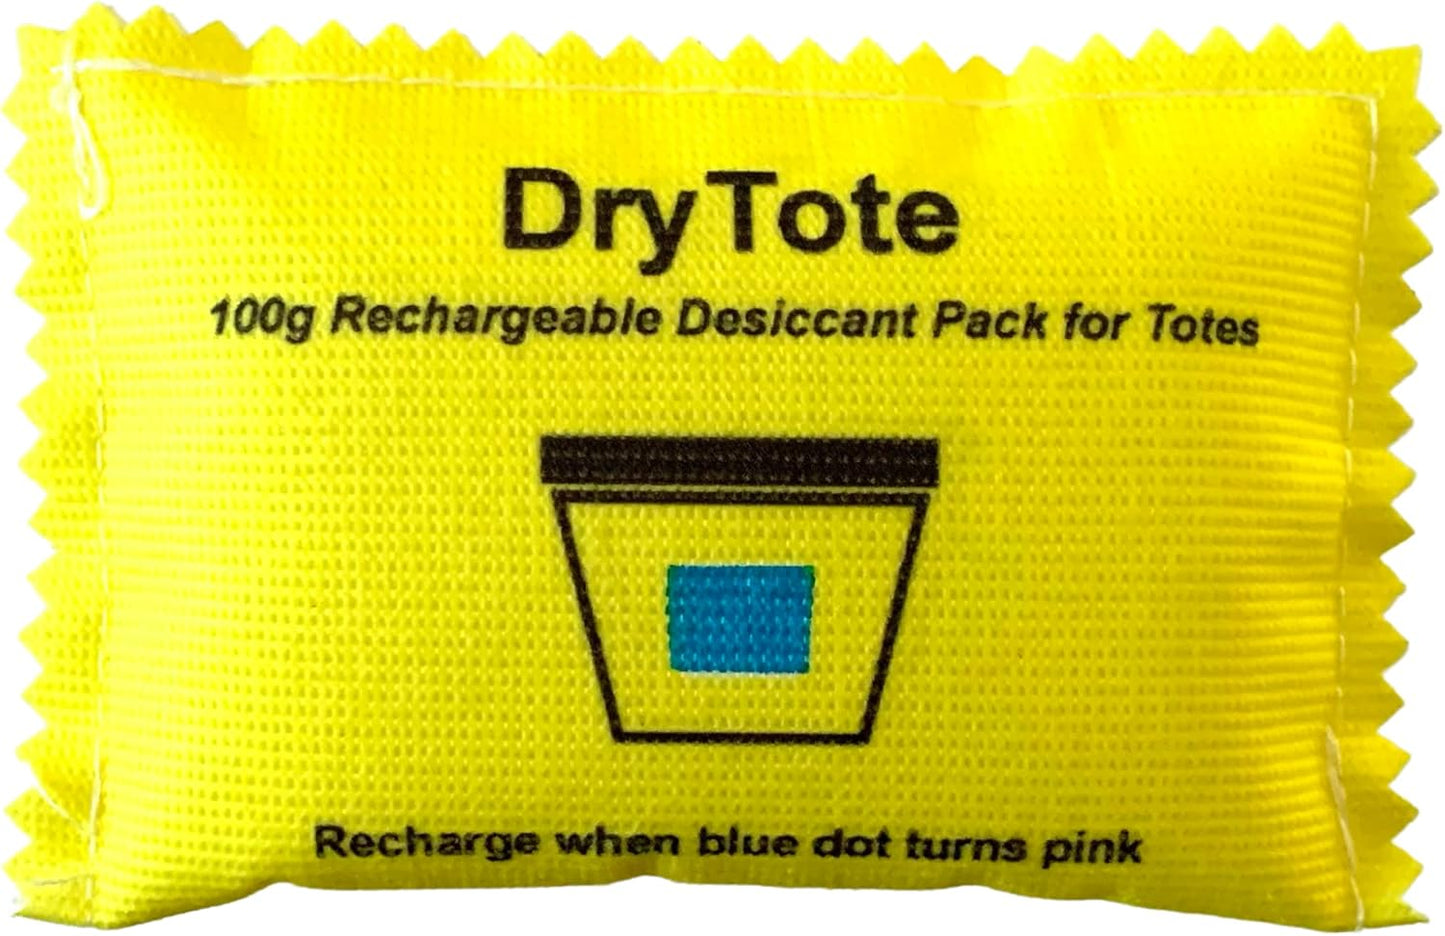 DryTote
100g Rechargeable Desiccant Pack for Totes
Recharge when blue dot turns pink